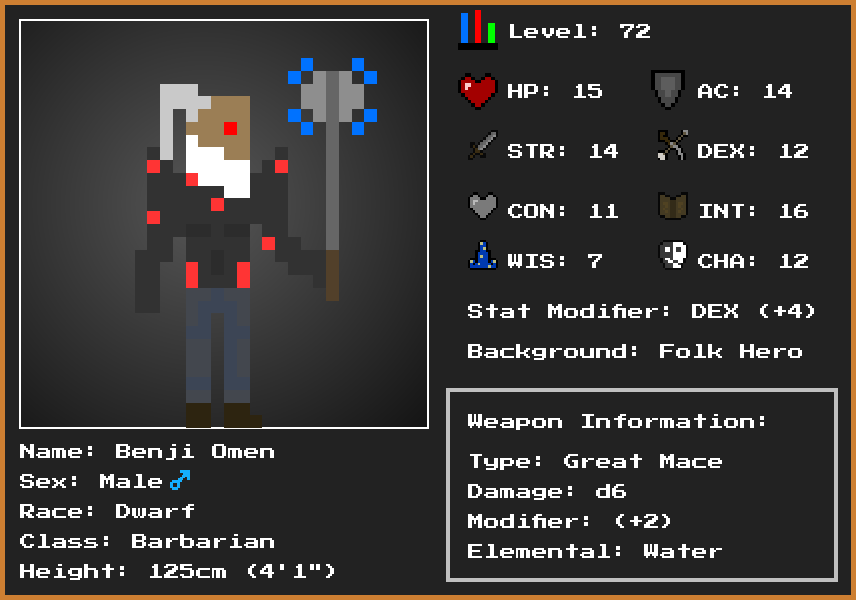 Level: 72
HP: 15
AC: 14
STR: 14
DEX: 12
CON: 11
INT: 16
WIS: 7
CHA: 12
Stat Modifier: DEX (+4)
Background: Folk Hero
Weapon Information:
Type: Great Mace
Damage: d6
Modifier: (+2)
Elemental: Water
Name: Benji Omen
Sex: Male♂
Race: Dwarf
Class: Barbarian
Height: 125cm (4'1")